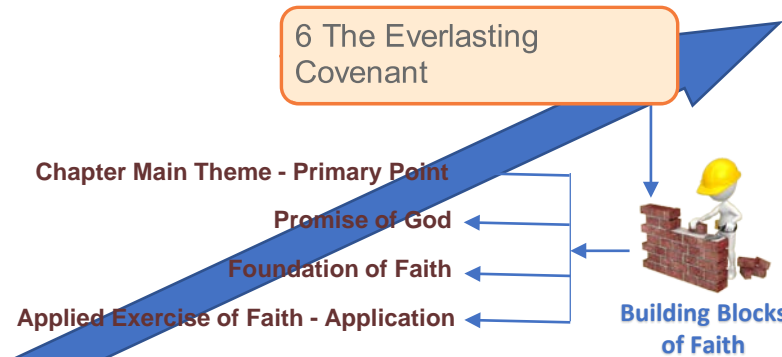 6 The Everlasting
Covenant
Chapter Main Theme - Primary Point
Promise of God
Foundation of Faith
Applied Exercise of Faith - Application
Building Blocks
of Faith